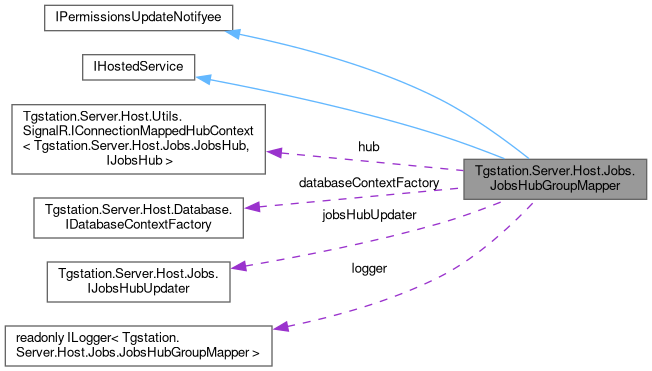 IPermissionsUpdateNotifyee
IHostedService
Tgstation.Server.Host.Utils.
SignalR.IConnectionMappedHubContext
< Tgstation.Server.Host.Jobs.JobsHub,
IJobsHub >
hub
Tgstation.Server.Host.Jobs.
JobsHubGroupMapper
databaseContextFactory
Tgstation.Server.Host.Database.
IDatabaseContextFactory
jobsHubUpdater
Tgstation.Server.Host.Jobs.
IJobsHubUpdater
logger
readonly ILogger< Tgstation.
Server.Host.Jobs.JobsHubGroupMapper >